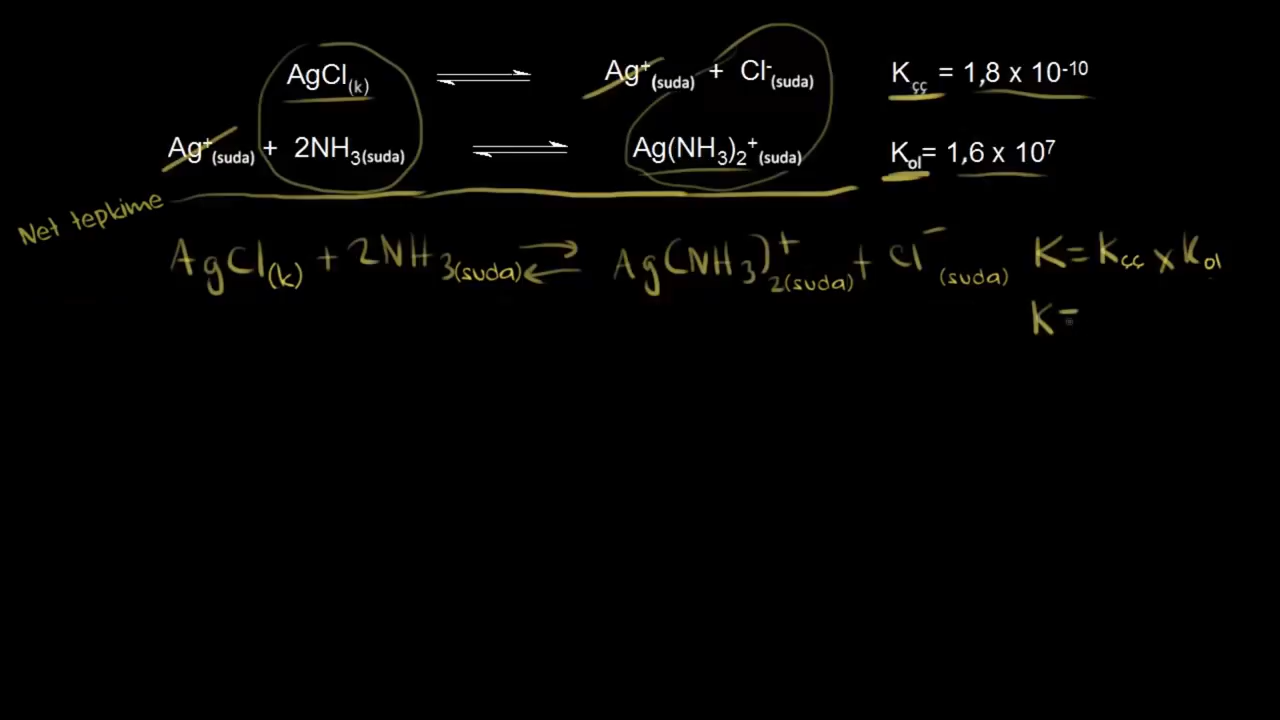 AgCl(k) ⇌ Ag⁺(suda) + Cl⁻(suda) Kçç = 1,8 x 10⁻¹⁰
Ag⁺(suda) + 2NH₃(suda) ⇌ Ag(NH₃)₂⁺(suda) Kol= 1,6 x 10⁷
Net tepkime
AgCl(k) + 2NH₃(suda) ⇌ Ag(NH₃)₂⁺(suda) + Cl⁻(suda) K = Kçç x Kol
K =